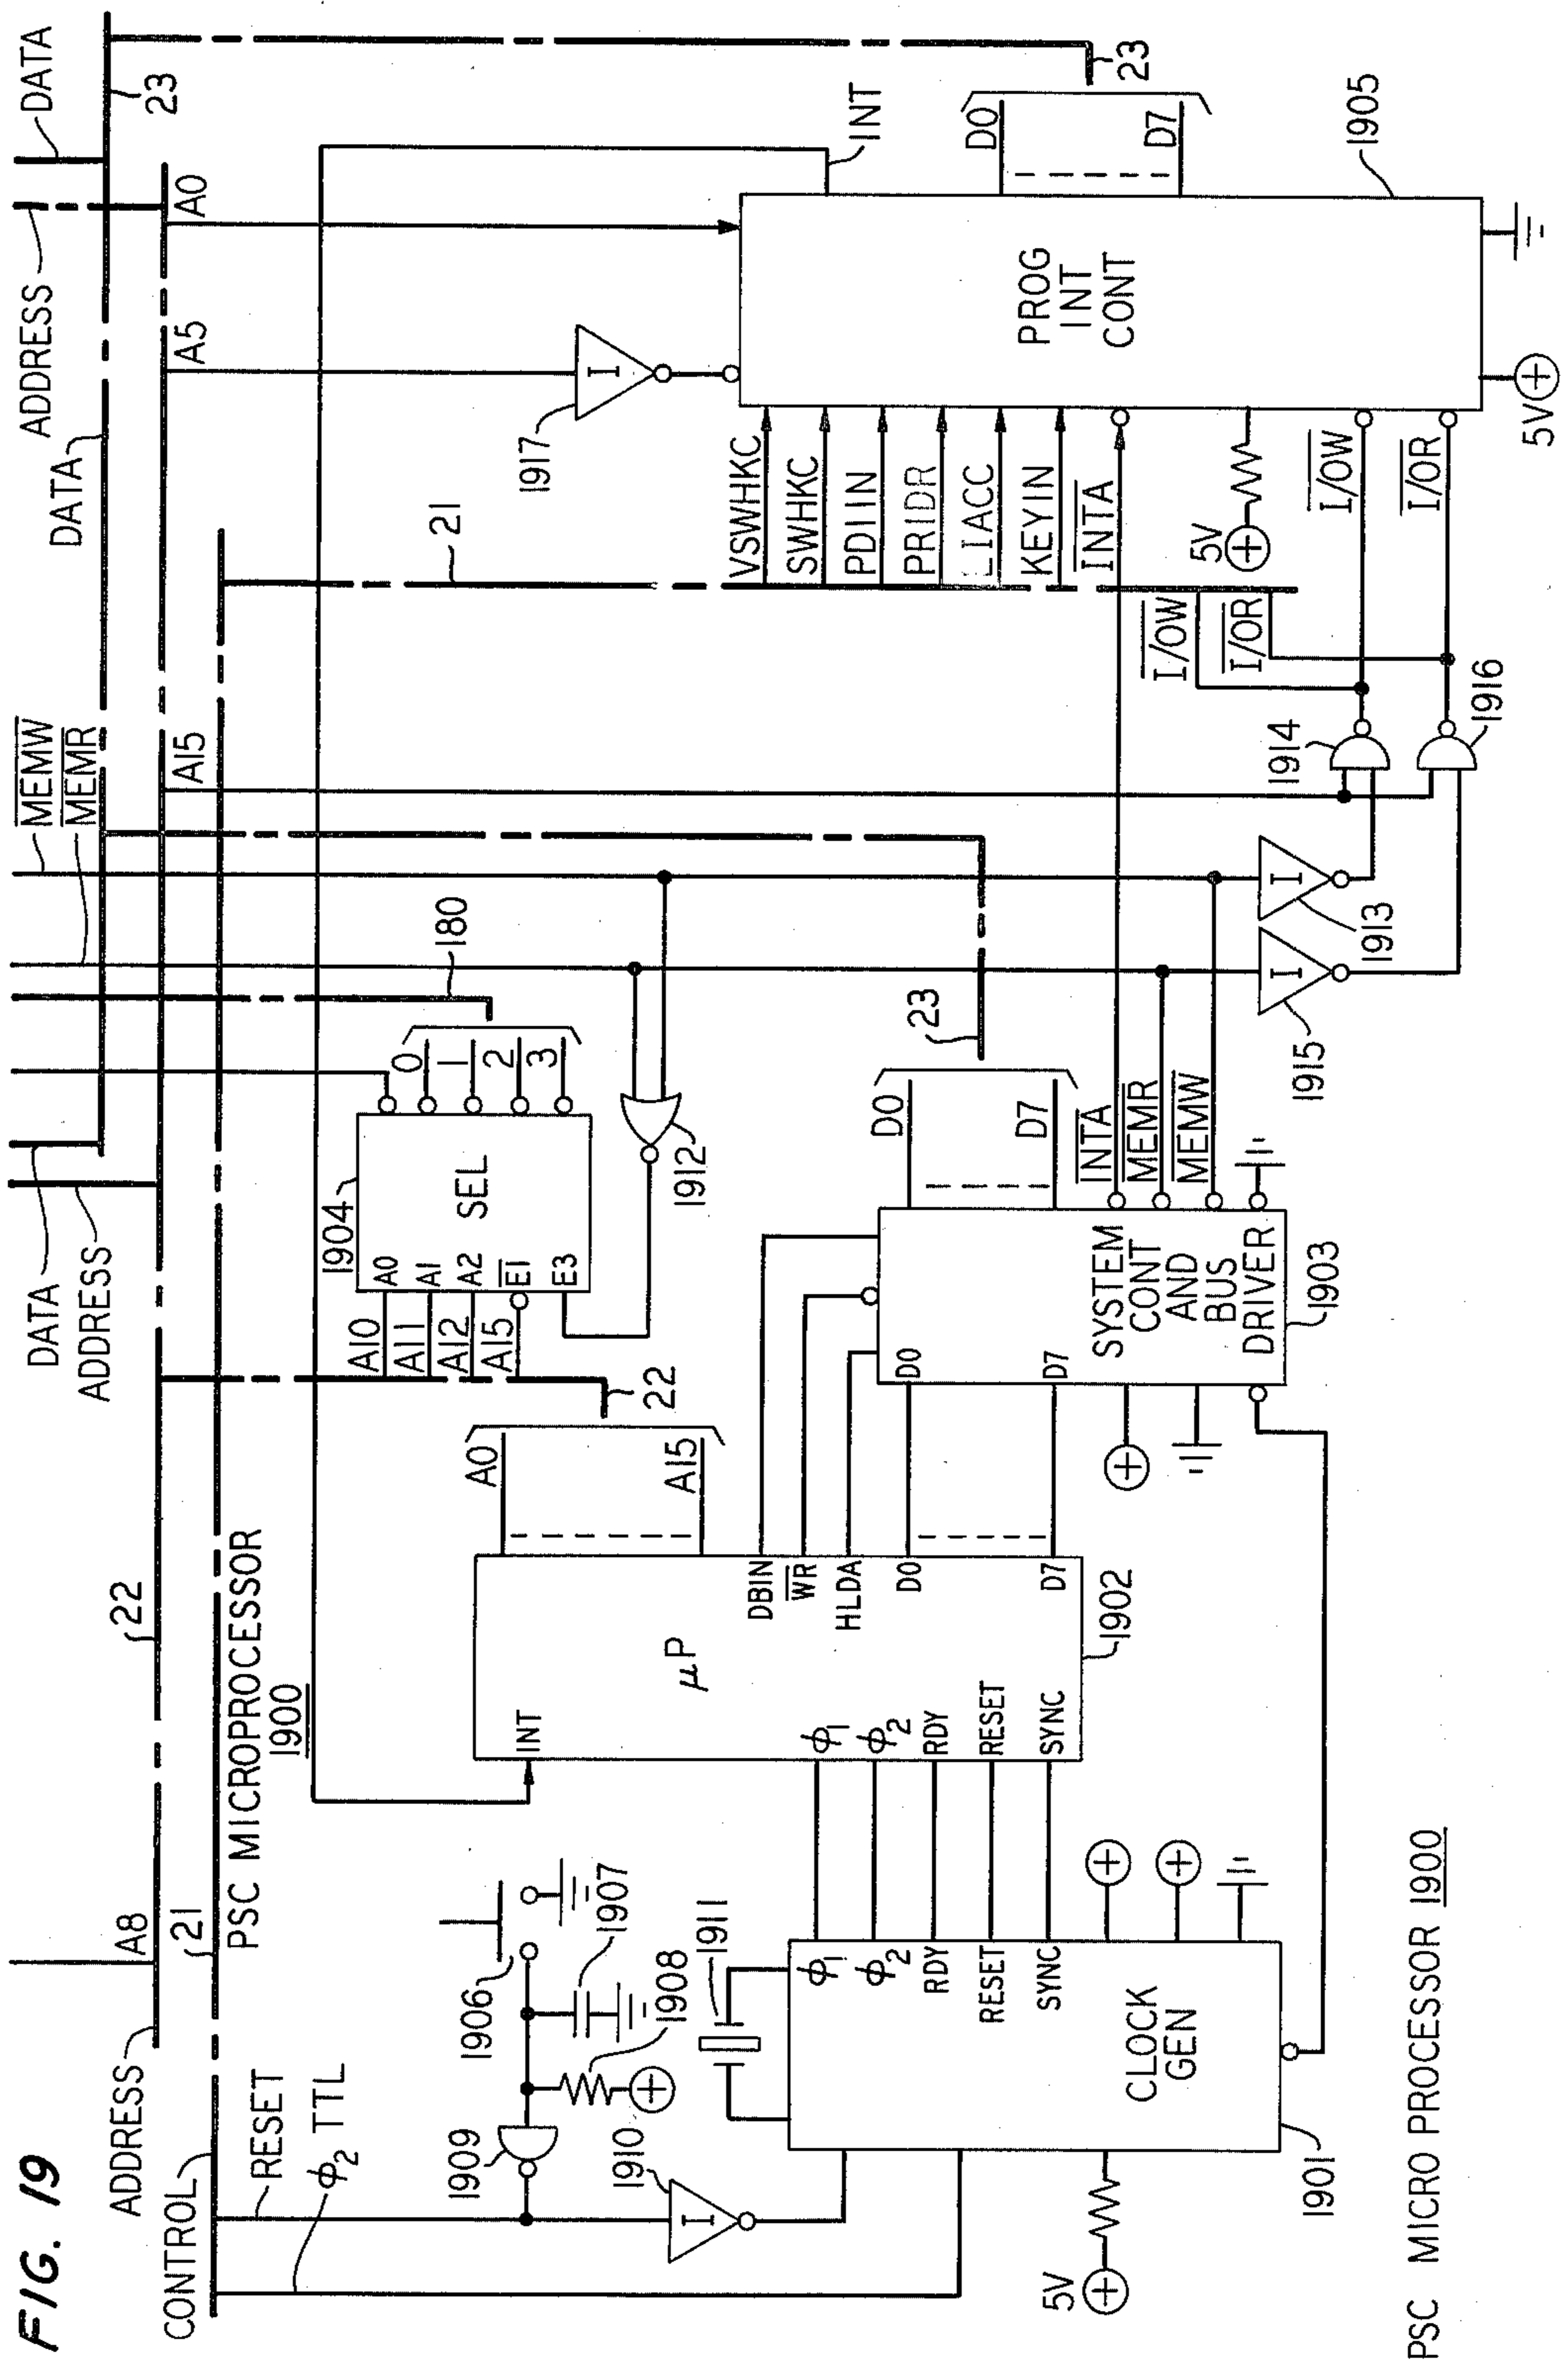 FIG. 19
ADDRESS
A8
22
DATA
ADDRESS
MEMW
MEMR
DATA
ADDRESS
DATA
23
CONTROL
21
A15
A5
A0
RESET
φ2 TTL
PSC MICROPROCESSOR
1900
180
21
1906
1907
1908
1909
1910
1911
1904
SEL
A10
A11
A12
A15
A0
A1
A2
E1
E3
0
1
2
3
1912
22
A0
A15
INT
μP
DBIN
WR
HLDA
D0
D7
φ1
φ2
RDY
RESET
SYNC
1902
φ1
φ2
RDY
RESET
SYNC
CLOCK
GEN
5V
1901
D0
D7
SYSTEM
CONT
AND
BUS
DRIVER
1903
D0
D7
23
INTA
MEMR
MEMW
1915
1913
1914
1916
I/OW
I/OR
1917
VSWHKC
SWHKC
PDIIN
PRIDR
LIACC
KEYIN
INTA
5V
I/OW
I/OR
PROG
INT
CONT
INT
D0
D7
23
1905
5V
PSC MICRO PROCESSOR 1900